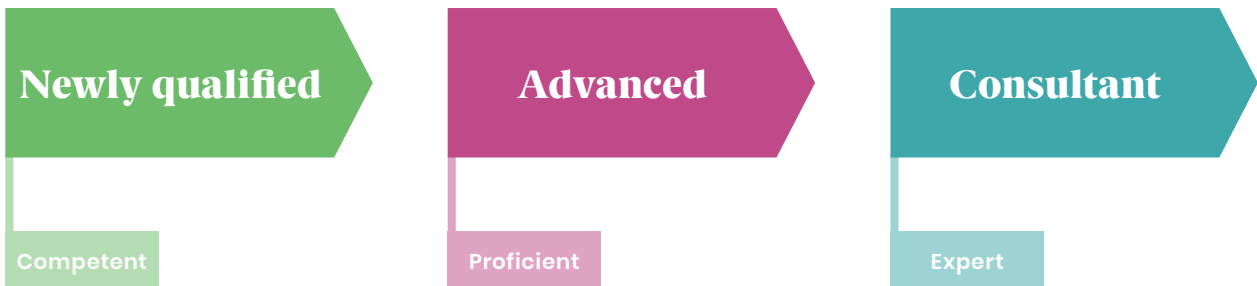 Newly qualified
Advanced
Consultant
Competent
Proficient
Expert